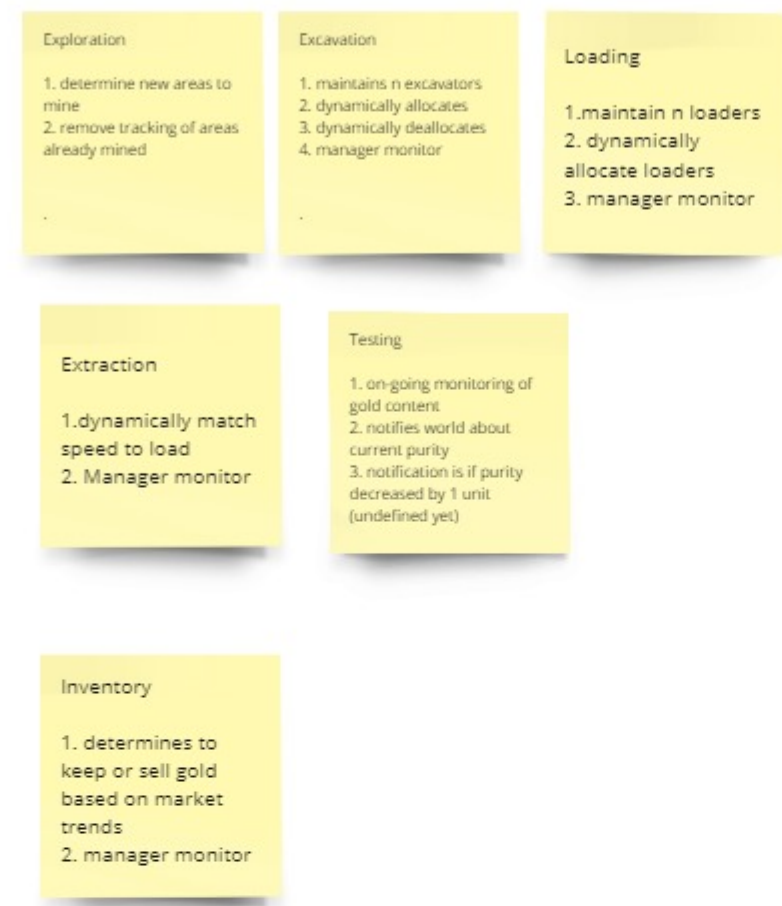 Exploration
1. determine new areas to
mine
2. remove tracking of areas
already mined
.
Excavation
1. maintains n excavators
2. dynamically allocates
3. dynamically deallocates
4. manager monitor
.
Loading
1.maintain n loaders
2. dynamically
allocate loaders
3. manager monitor
Extraction
1.dynamically match
speed to load
2. Manager monitor
Testing
1. on-going monitoring of
gold content
2. notifies world about
current purity
3. notification is if purity
decreased by 1 unit
(undefined yet)
Inventory
1. determines to
keep or sell gold
based on market
trends
2. manager monitor